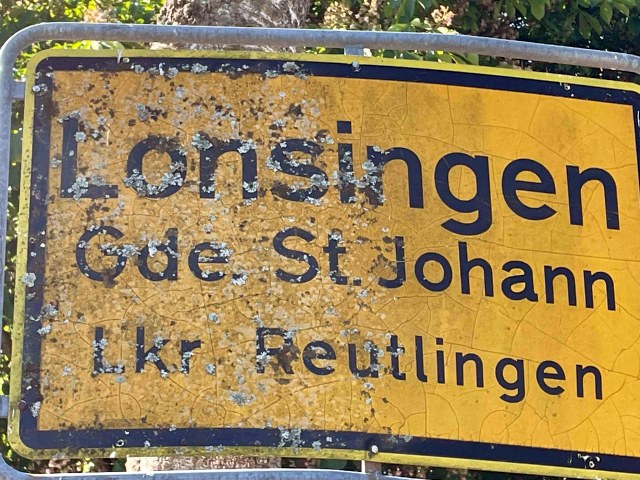 Lonsingen
Gde. St. Johann
Lkr Reutlingen